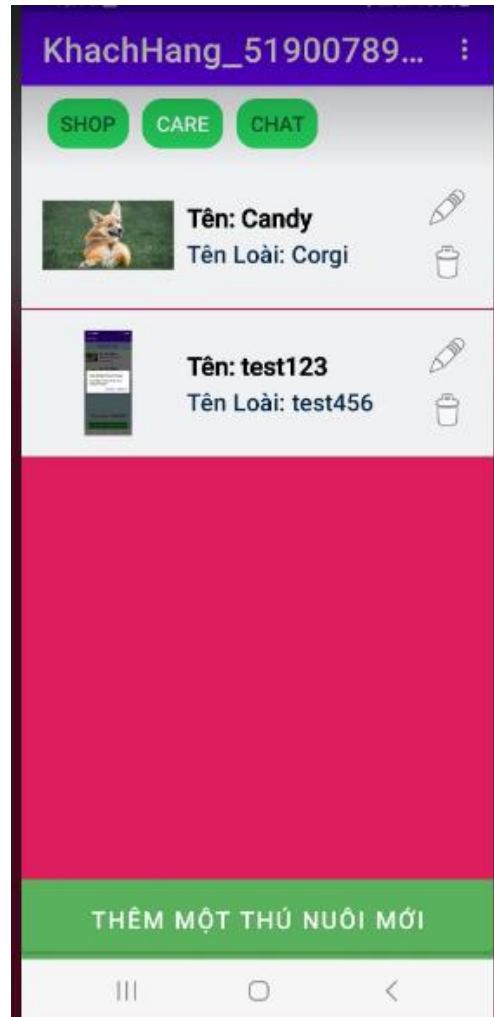 KhachHang_51900789...
SHOP CARE CHAT
Tên: Candy
Tên Loài: Corgi
Tên: test123
Tên Loài: test456
THÊM MỘT THÚ NUÔI MỚI